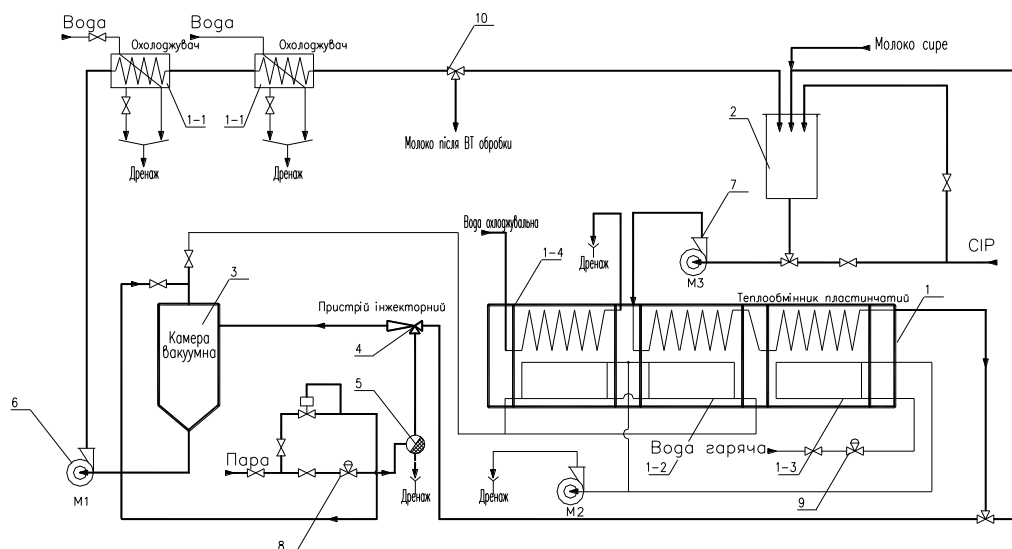 Вода
Вода
10
Охолоджувач
Охолоджувач
Молоко сире
1-1
1-1
2
Молоко після ВТ обробки
Дренаж
Дренаж
7
Вода охлоджувальна
1-4
Дренаж
CIP
M3
3
Пристрій інжекторний
Теплообмінник пластинчатий
1
Камера
вакуумна
4
5
6
Вода гаряча
Пара
1-2
1-3
M1
Дренаж
Дренаж
M2
9
8